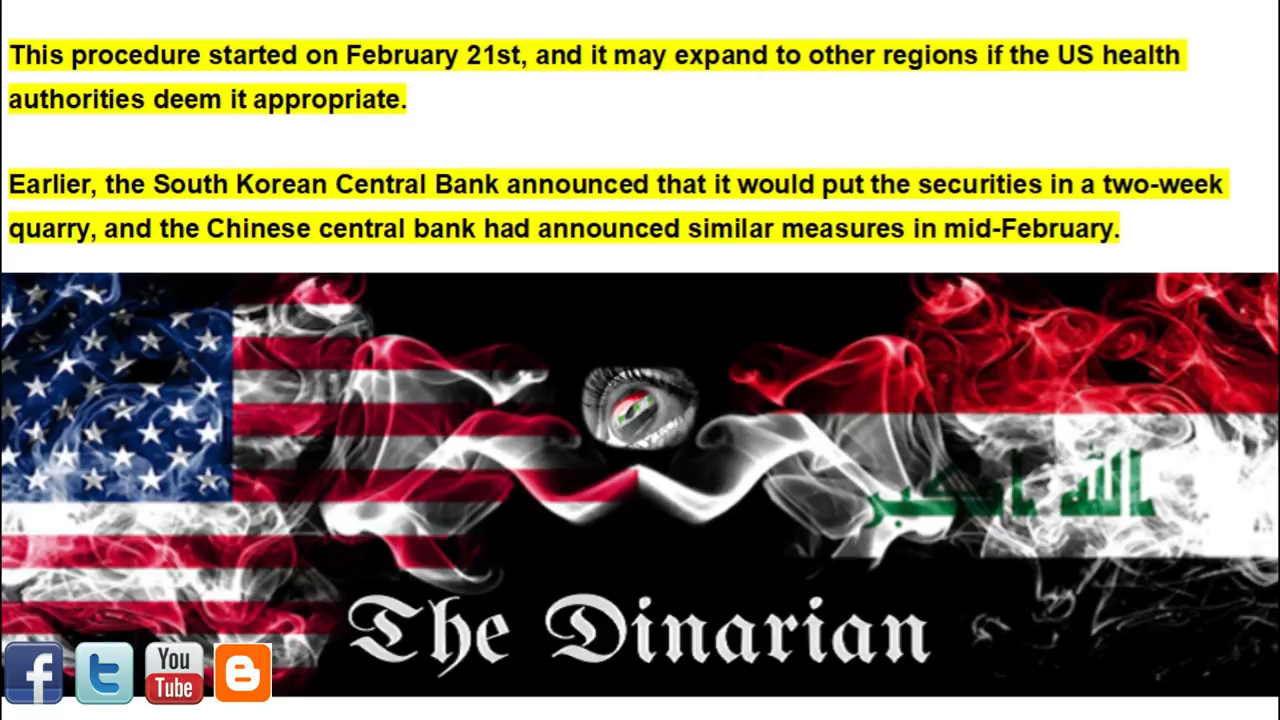 This procedure started on February 21st, and it may expand to other regions if the US health
authorities deem it appropriate.
Earlier, the South Korean Central Bank announced that it would put the securities in a two-week
quarry, and the Chinese central bank had announced similar measures in mid-February.
الله اكبر
The Dinarian
f
t
You
Tube
B